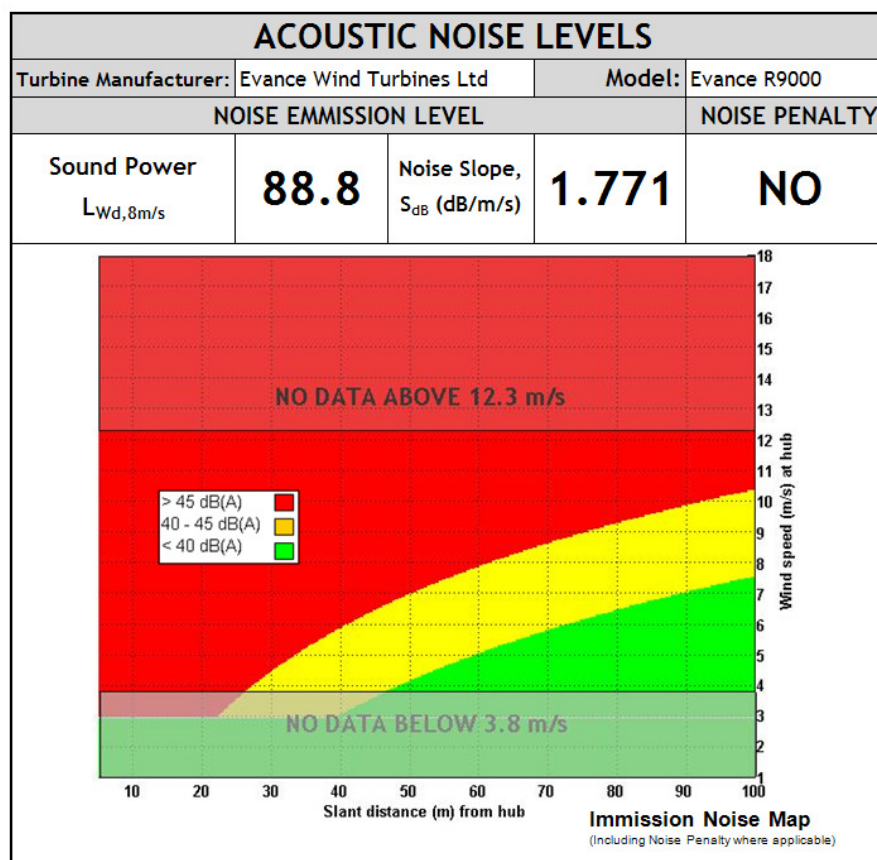 ACOUSTIC NOISE LEVELS
Turbine Manufacturer: Evance Wind Turbines Ltd Model: Evance R9000
NOISE EMMISSION LEVEL NOISE PENALTY
Sound Power
LWd,8m/s
88.8
Noise Slope,
SdB (dB/m/s)
1.771
NO
NO DATA ABOVE 12.3 m/s
> 45 dB(A)
40 - 45 dB(A)
< 40 dB(A)
NO DATA BELOW 3.8 m/s
18
17
16
15
14
13
12
11
10
9
8
7
6
5
4
3
2
1
Wind speed (m/s) at hub
10 20 30 40 50 60 70 80 90 100
Slant distance (m) from hub
Immission Noise Map
(Including Noise Penalty where applicable)